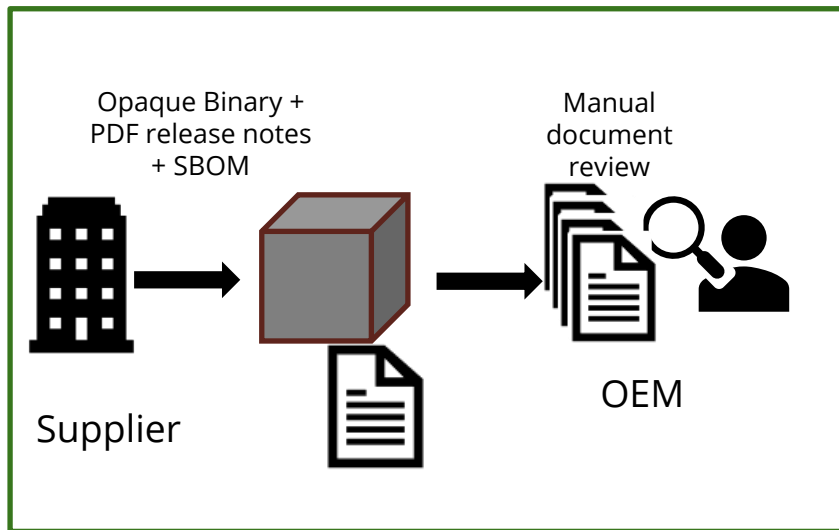 Opaque Binary +
PDF release notes
+ SBOM
Manual
document
review
Supplier
OEM